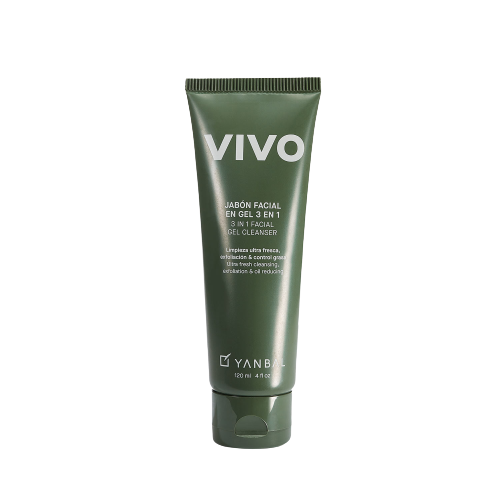 VIVO
JABÓN FACIAL
EN GEL 3 EN 1
3 IN 1 FACIAL
GEL CLEANSER
Limpieza ultra fresca,
exfoliación & control grasa
Ultra fresh cleansing,
exfoliation & oil reducing
YANBAL
120 ml 4 fl oz